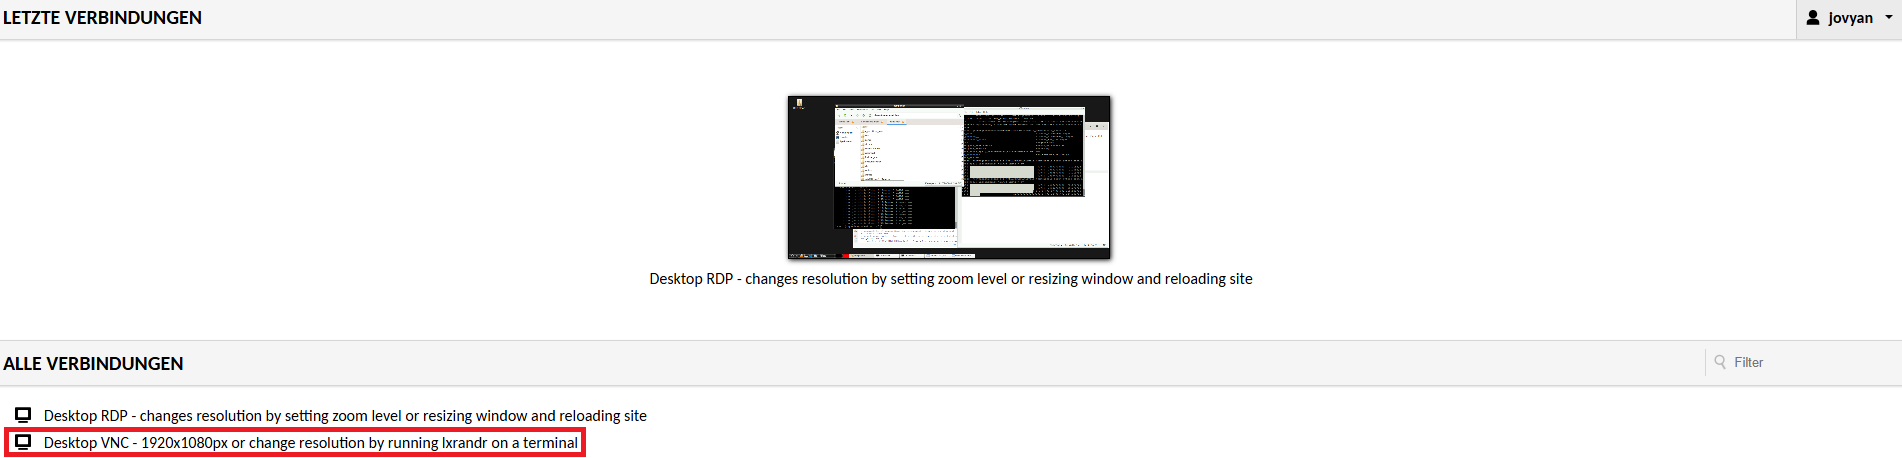 LETZTE VERBINDUNGEN
jovyan
Desktop RDP - changes resolution by setting zoom level or resizing window and reloading site
ALLE VERBINDUNGEN
Filter
Desktop RDP - changes resolution by setting zoom level or resizing window and reloading site
Desktop VNC - 1920x1080px or change resolution by running lxrandr on a terminal